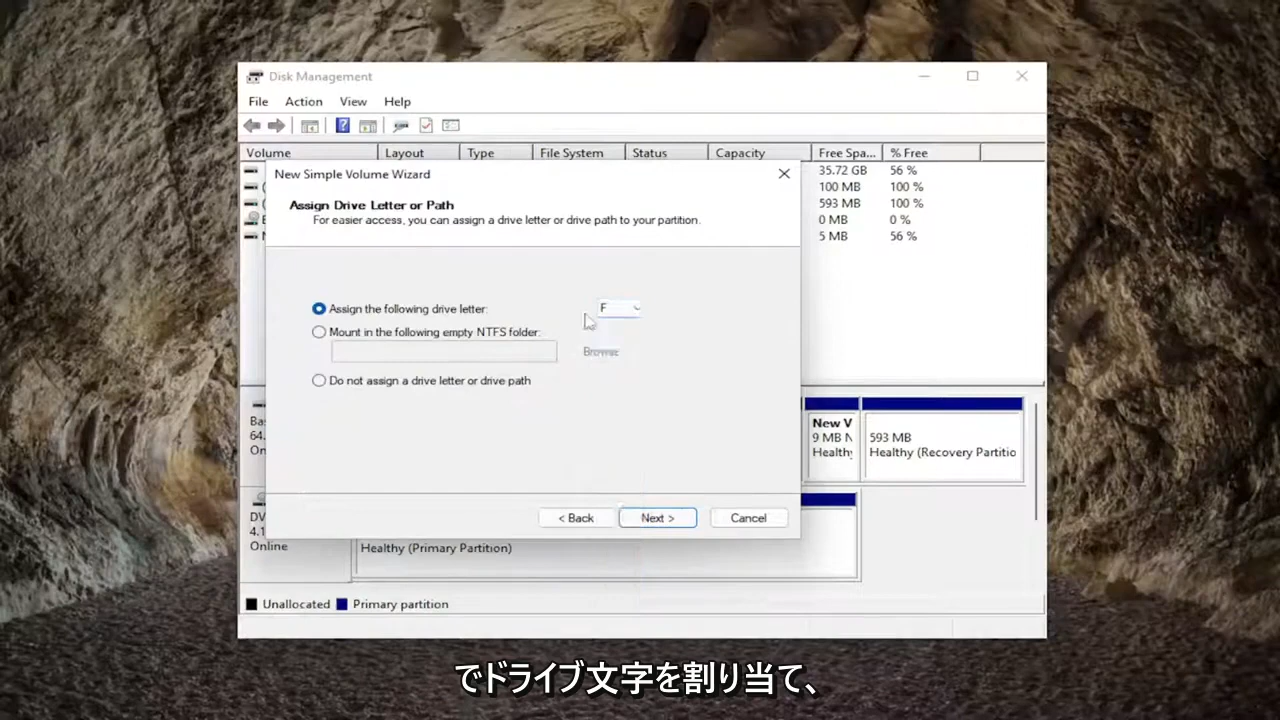 Disk Management
File Action View Help
Volume Layout Type File System Status Capacity Free Spa... % Free
35.72 GB 56 %
100 MB 100 %
593 MB 100 %
0 MB 0 %
5 MB 56 %
New Simple Volume Wizard
Assign Drive Letter or Path
For easier access, you can assign a drive letter or drive path to your partition.
Assign the following drive letter: F
Mount in the following empty NTFS folder:
Browse
Do not assign a drive letter or drive path
< Back Next > Cancel
Bas
64.
On
New V
9 MB N
Healthy
593 MB
Healthy (Recovery Partitio
DV
4.1
Online
Healthy (Primary Partition)
Unallocated Primary partition
でドライブ文字を割り当て、